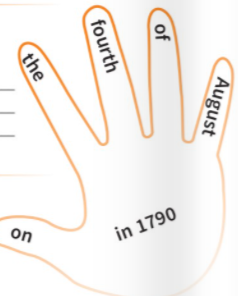 on
the
fourth
of
August
in 1790